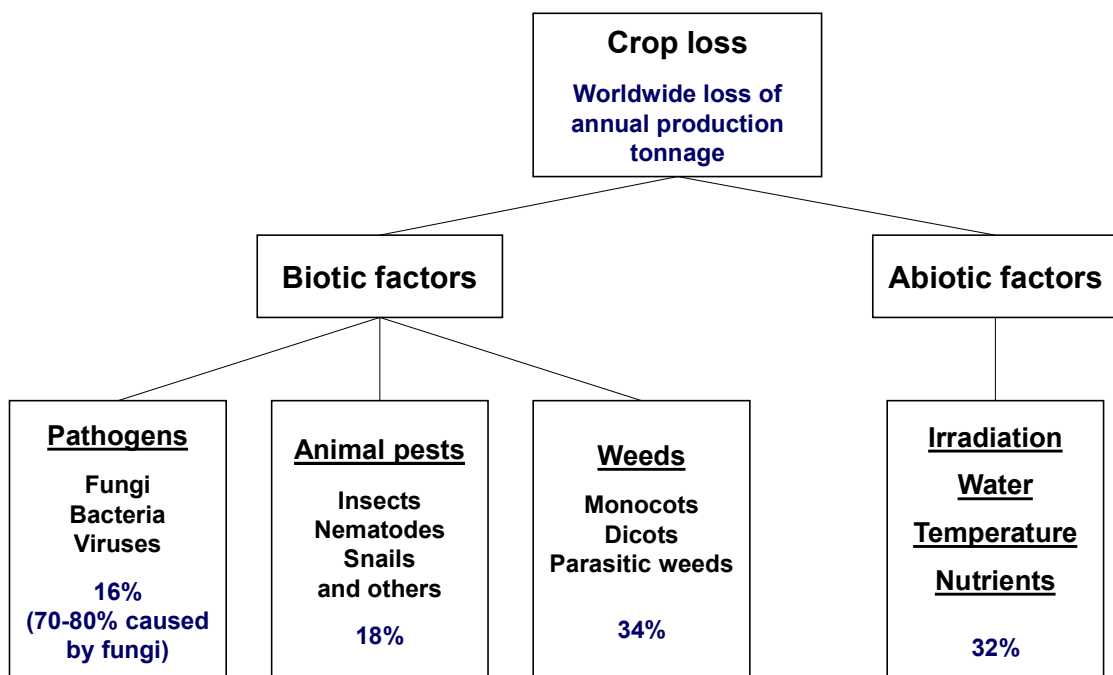 Crop loss
Worldwide loss of
annual production
tonnage
Biotic factors
Abiotic factors
Pathogens
Fungi
Bacteria
Viruses
16%
(70-80% caused
by fungi)
Animal pests
Insects
Nematodes
Snails
and others
18%
Weeds
Monocots
Dicots
Parasitic weeds
34%
Irradiation
Water
Temperature
Nutrients
32%